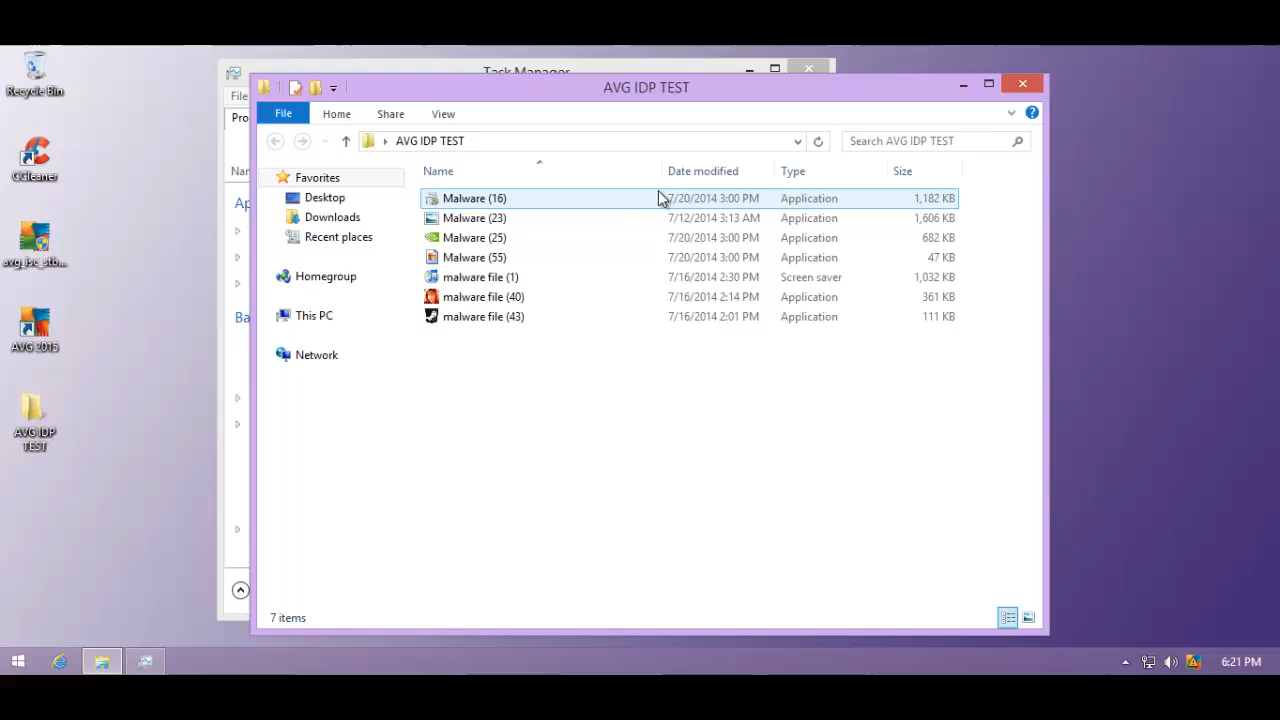 Recycle Bin
CCleaner
avg_isc_stb...
AVG 2015
AVG IDP
TEST
Task Manager
File
Pro
Nan
Ap
Ba
AVG IDP TEST
File Home Share View
AVG IDP TEST
Search AVG IDP TEST
Favorites
Desktop
Downloads
Recent places
Homegroup
This PC
Network
Name Date modified Type Size
Malware (16) 7/20/2014 3:00 PM Application 1,182 KB
Malware (23) 7/12/2014 3:13 AM Application 1,606 KB
Malware (25) 7/20/2014 3:00 PM Application 682 KB
Malware (55) 7/20/2014 3:00 PM Application 47 KB
malware file (1) 7/16/2014 2:30 PM Screen saver 1,032 KB
malware file (40) 7/16/2014 2:14 PM Application 361 KB
malware file (43) 7/16/2014 2:01 PM Application 111 KB
7 items
6:21 PM